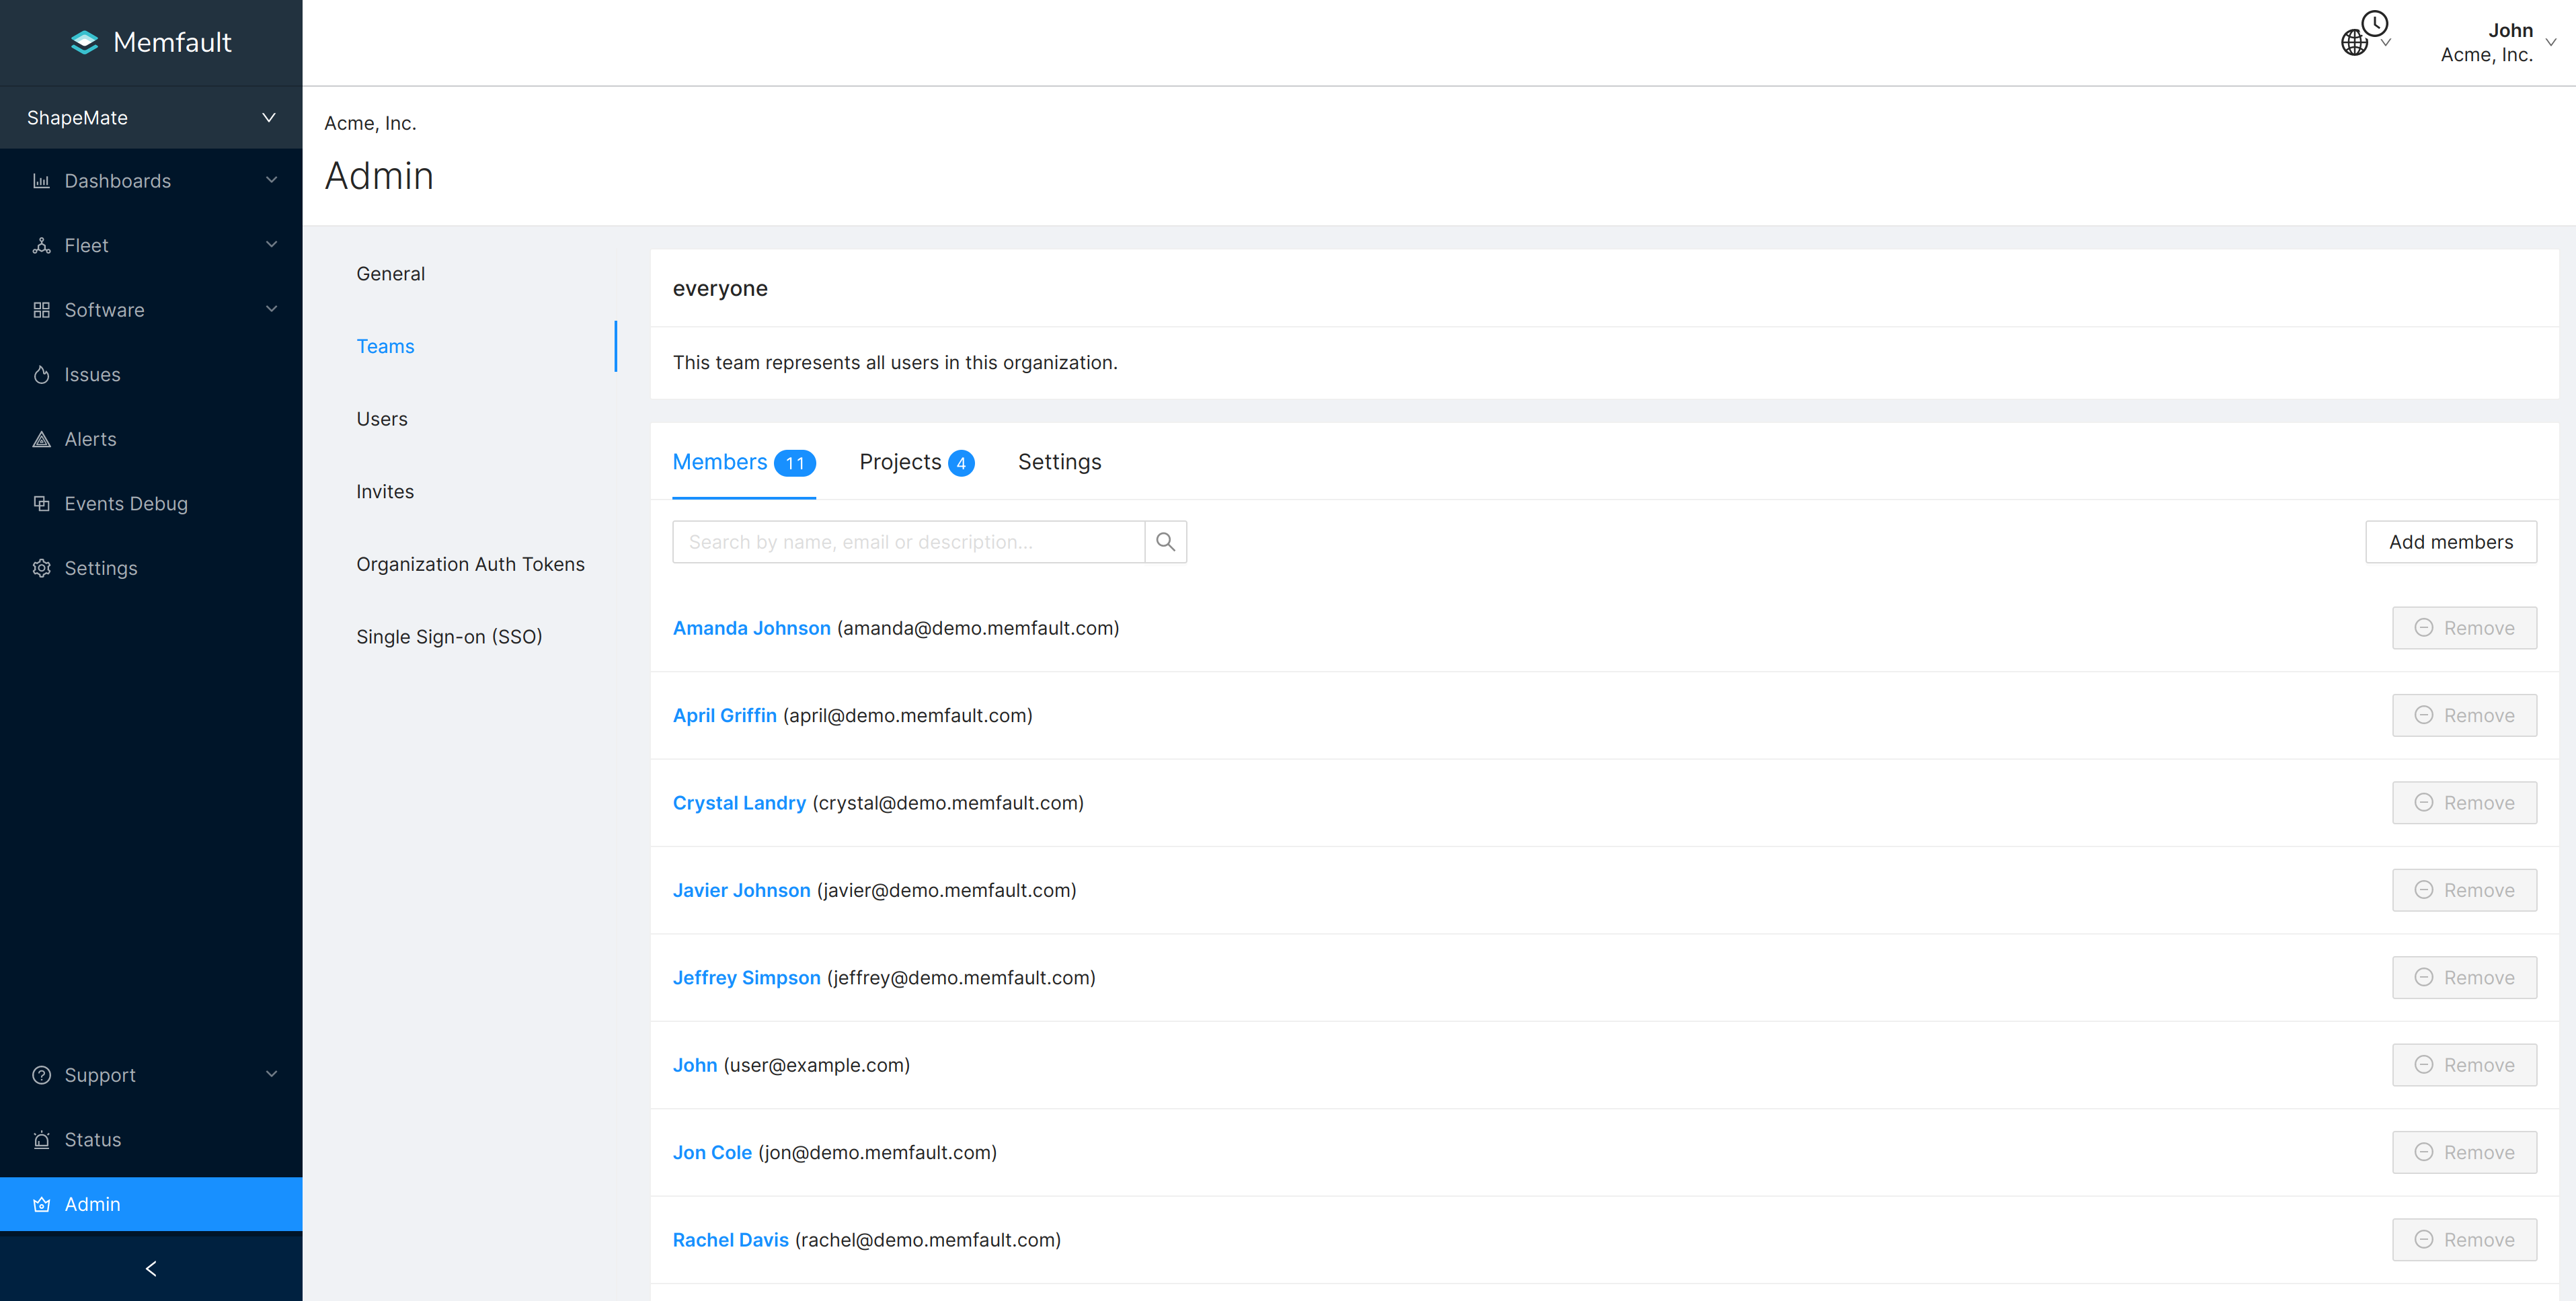 Memfault
John
Acme, Inc.
ShapeMate
Dashboards
Fleet
Software
Issues
Alerts
Events Debug
Settings
Support
Status
Admin
Acme, Inc.
Admin
General
Teams
Users
Invites
Organization Auth Tokens
Single Sign-on (SSO)
everyone
This team represents all users in this organization.
Members 11 Projects 4 Settings
Search by name, email or description... Add members
Amanda Johnson (amanda@demo.memfault.com) Remove
April Griffin (april@demo.memfault.com) Remove
Crystal Landry (crystal@demo.memfault.com) Remove
Javier Johnson (javier@demo.memfault.com) Remove
Jeffrey Simpson (jeffrey@demo.memfault.com) Remove
John (user@example.com) Remove
Jon Cole (jon@demo.memfault.com) Remove
Rachel Davis (rachel@demo.memfault.com) Remove